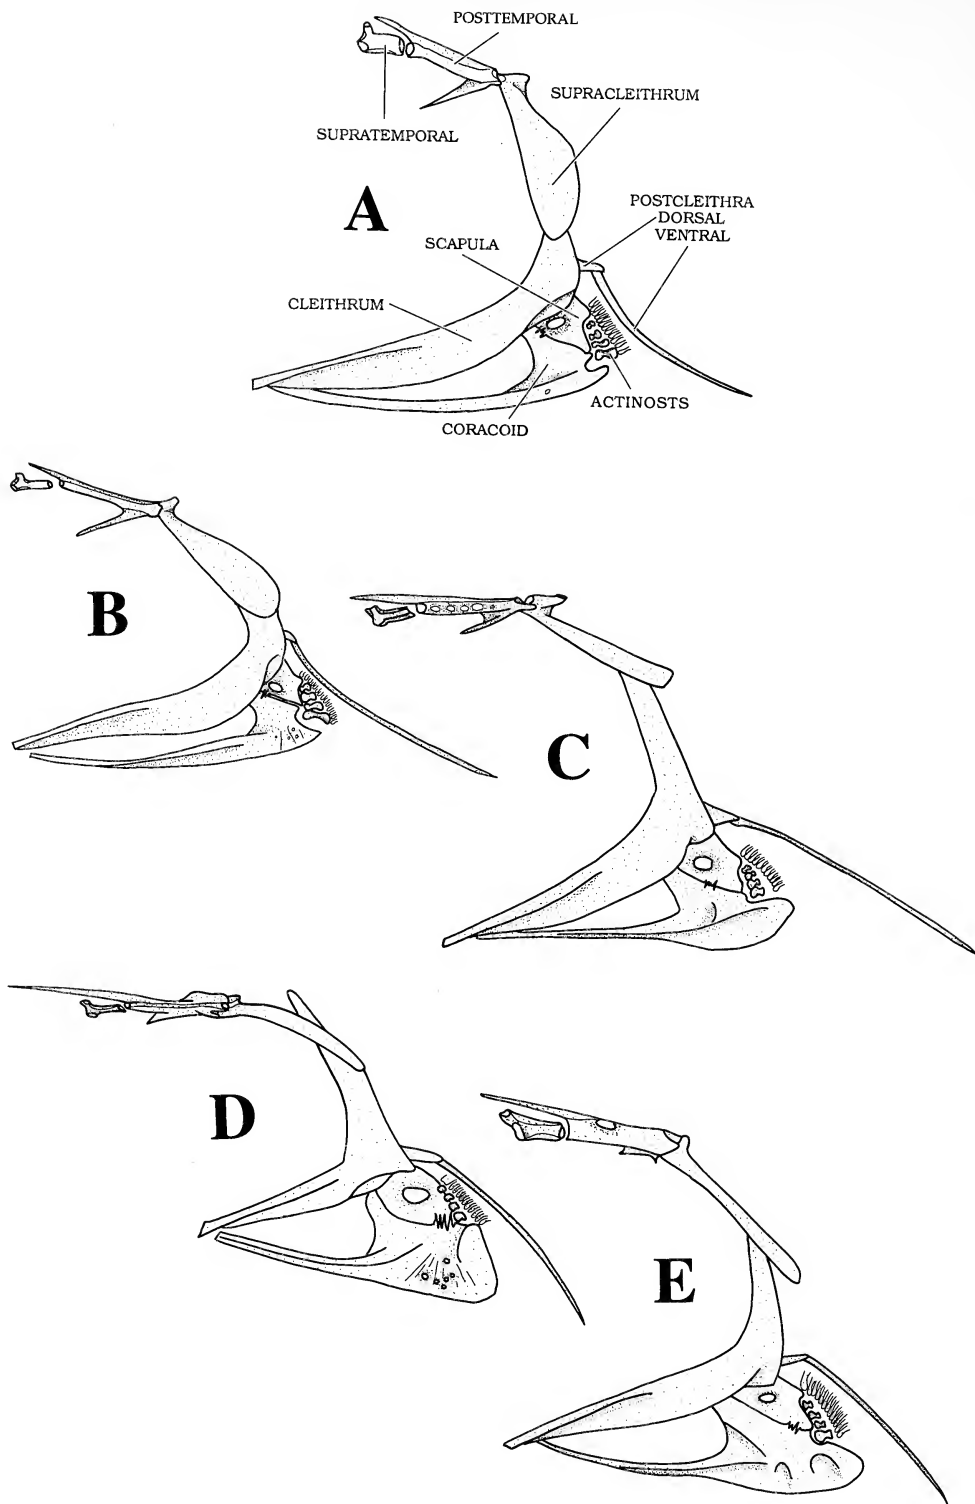 POSTTEMPORAL
SUPRACLEITHRUM
SUPRATEMPORAL
A
POSTCLEITHRA
DORSAL
VENTRAL
SCAPULA
CLEITHRUM
ACTINOSTS
CORACOID
B
C
D
E